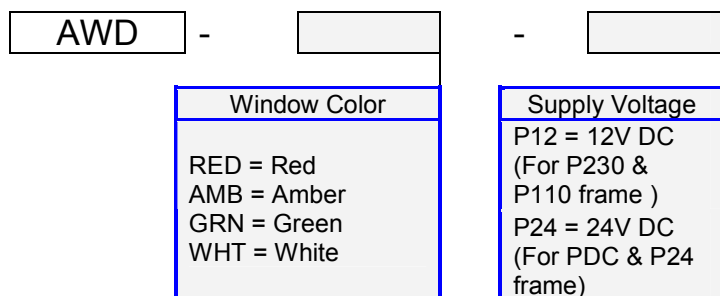 AWD - -
Window Color
RED = Red
AMB = Amber
GRN = Green
WHT = White
Supply Voltage
P12 = 12V DC
(For P230 &
P110 frame )
P24 = 24V DC
(For PDC & P24
frame)